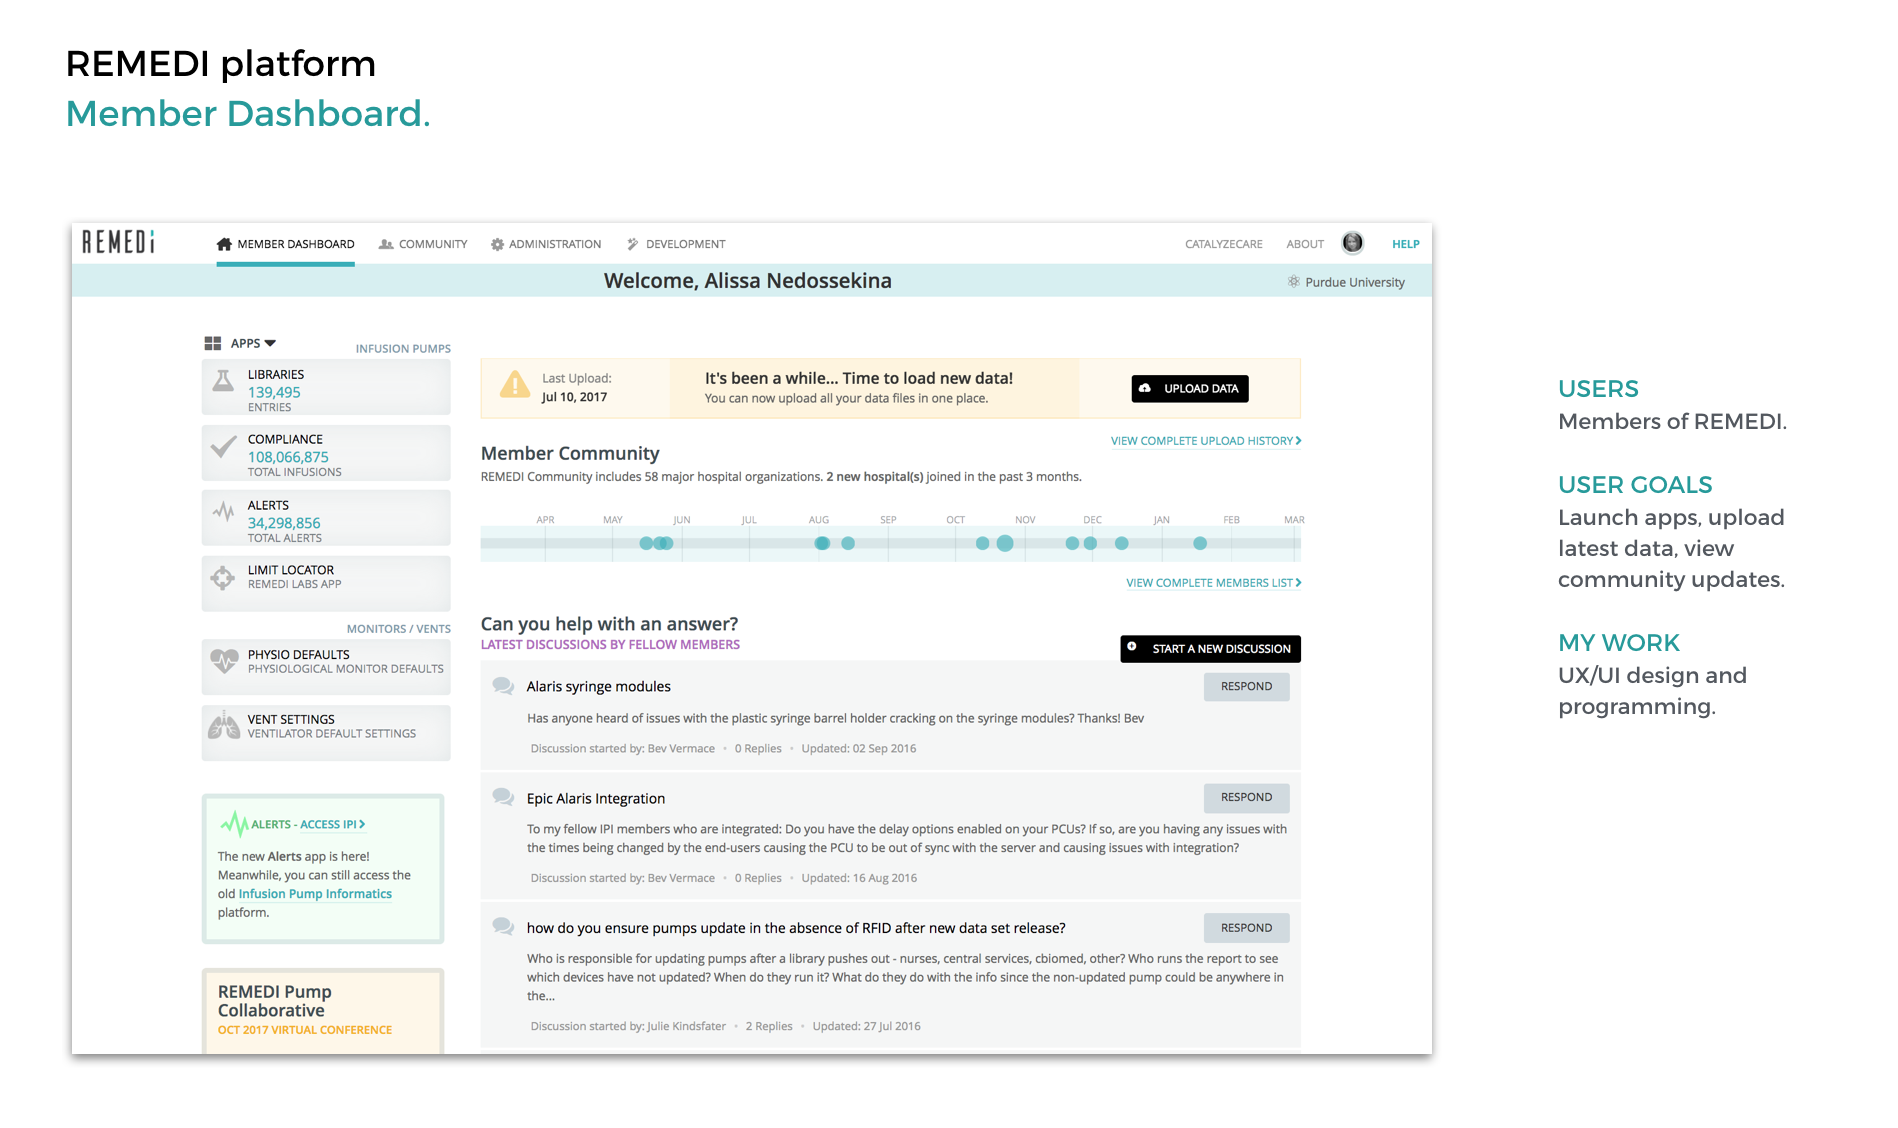 REMEDI platform
Member Dashboard.
REMEDi
MEMBER DASHBOARD
COMMUNITY
ADMINISTRATION
DEVELOPMENT
CATALYZECARE
ABOUT
HELP
Welcome, Alissa Nedossekina
Purdue University
APPS
INFUSION PUMPS
LIBRARIES
139,495
ENTRIES
COMPLIANCE
108,066,875
TOTAL INFUSIONS
ALERTS
34,298,856
TOTAL ALERTS
LIMIT LOCATOR
REMEDI LABS APP
MONITORS / VENTS
PHYSIO DEFAULTS
PHYSIOLOGICAL MONITOR DEFAULTS
VENT SETTINGS
VENTILATOR DEFAULT SETTINGS
ALERTS - ACCESS IPI
The new Alerts app is here!
Meanwhile, you can still access the
old Infusion Pump Informatics
platform.
REMEDI Pump
Collaborative
OCT 2017 VIRTUAL CONFERENCE
Last Upload:
Jul 10, 2017
It's been a while... Time to load new data!
You can now upload all your data files in one place.
UPLOAD DATA
VIEW COMPLETE UPLOAD HISTORY
Member Community
REMEDI Community includes 58 major hospital organizations. 2 new hospital(s) joined in the past 3 months.
APR MAY JUN JUL AUG SEP OCT NOV DEC JAN FEB MAR
VIEW COMPLETE MEMBERS LIST
Can you help with an answer?
LATEST DISCUSSIONS BY FELLOW MEMBERS
START A NEW DISCUSSION
Alaris syringe modules
RESPOND
Has anyone heard of issues with the plastic syringe barrel holder cracking on the syringe modules? Thanks! Bev
Discussion started by: Bev Vermace • 0 Replies • Updated: 02 Sep 2016
Epic Alaris Integration
RESPOND
To my fellow IPI members who are integrated: Do you have the delay options enabled on your PCUs? If so, are you having any issues with
the times being changed by the end-users causing the PCU to be out of sync with the server and causing issues with integration?
Discussion started by: Bev Vermace • 0 Replies • Updated: 16 Aug 2016
how do you ensure pumps update in the absence of RFID after new data set release?
RESPOND
Who is responsible for updating pumps after a library pushes out - nurses, central services, cbiomed, other? Who runs the report to see
which devices have not updated? When do they run it? What do they do with the info since the non-updated pump could be anywhere in
the...
Discussion started by: Julie Kindsfater • 2 Replies • Updated: 27 Jul 2016
USERS
Members of REMEDI.
USER GOALS
Launch apps, upload
latest data, view
community updates.
MY WORK
UX/UI design and
programming.